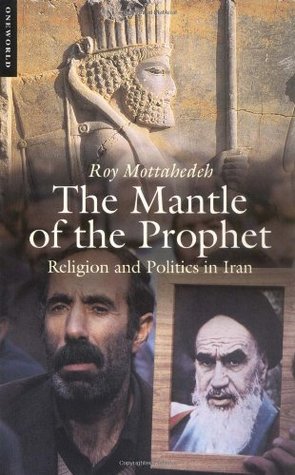 ONEWORLD
Roy Mottahedeh
The Mantle
of the Prophet
Religion and Politics in Iran